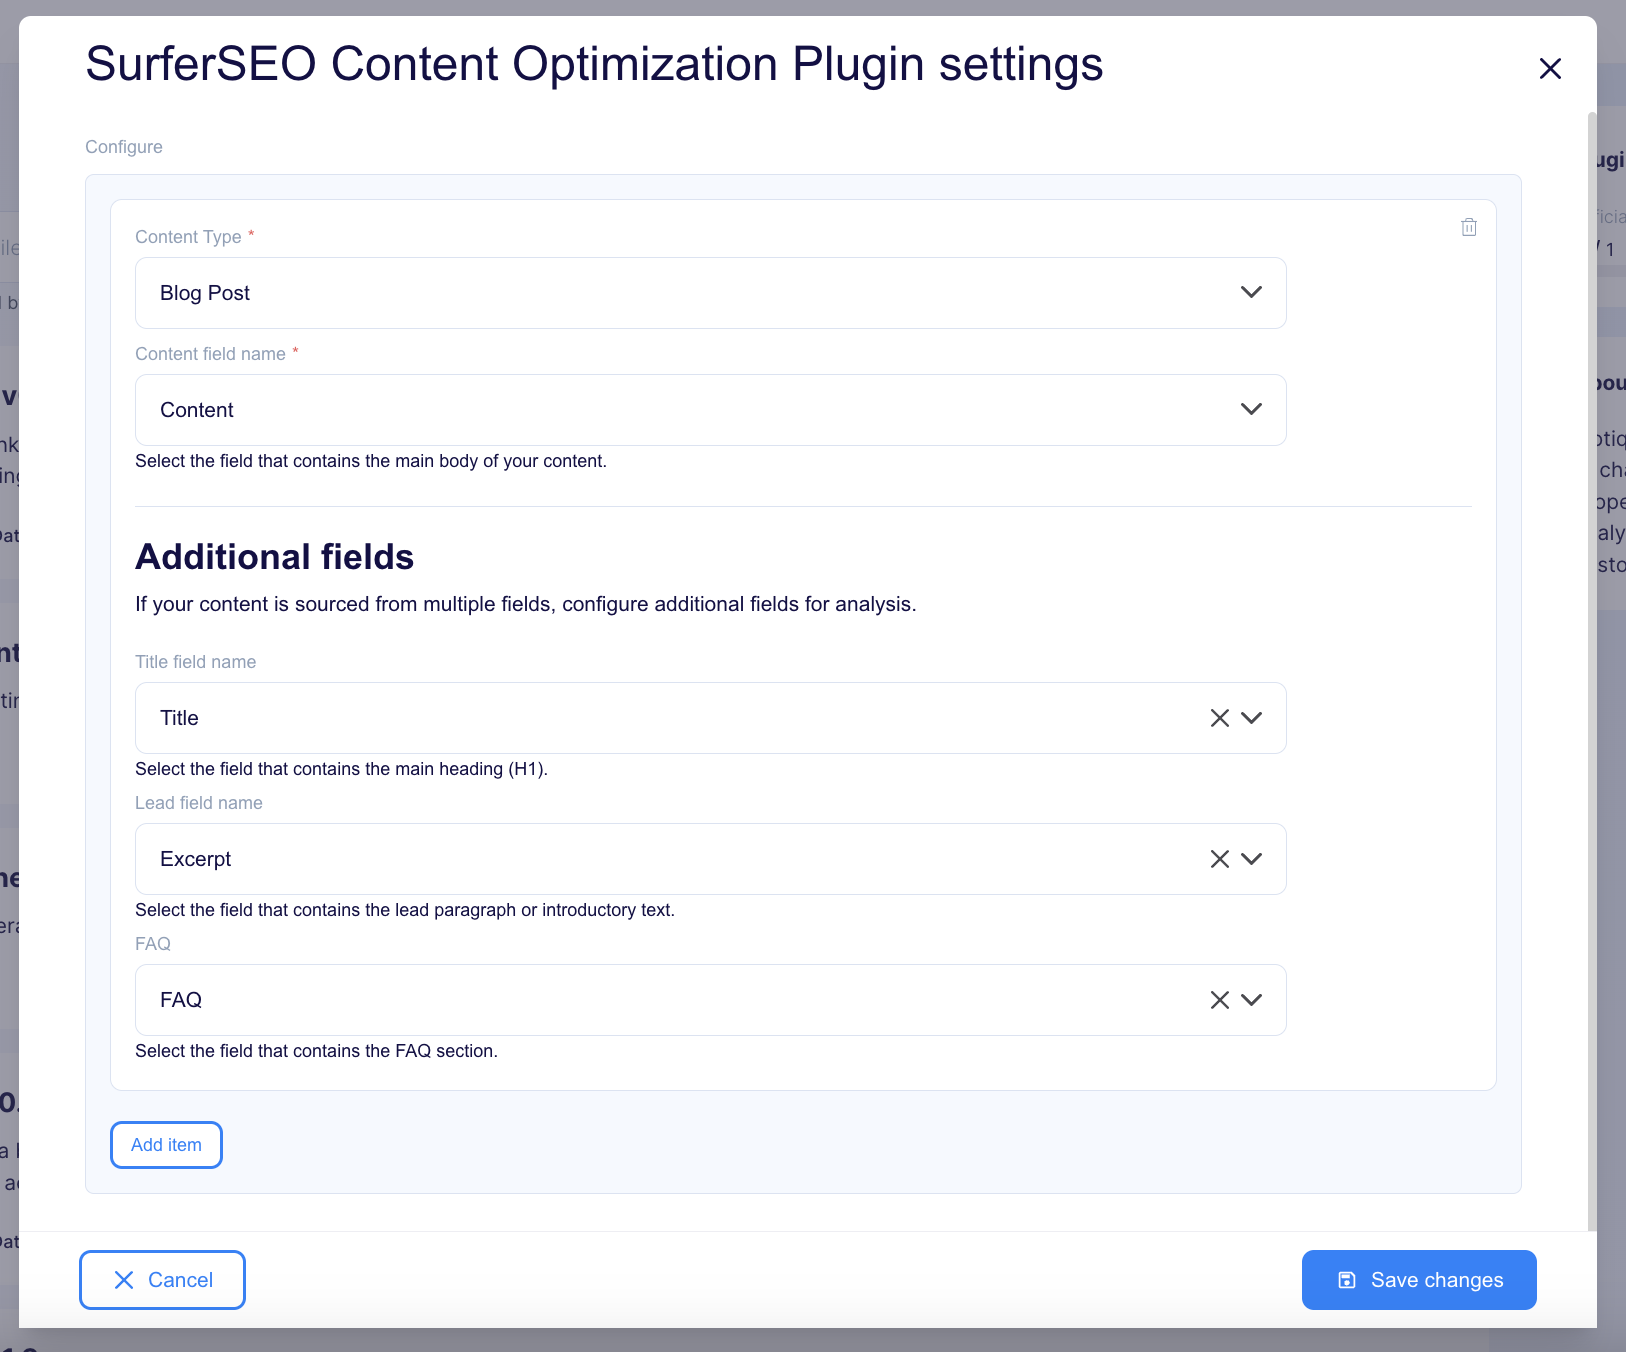 SurferSEO Content Optimization Plugin settings
Configure
Content Type *
Blog Post
Content field name *
Content
Select the field that contains the main body of your content.
Additional fields
If your content is sourced from multiple fields, configure additional fields for analysis.
Title field name
Title
Select the field that contains the main heading (H1).
Lead field name
Excerpt
Select the field that contains the lead paragraph or introductory text.
FAQ
FAQ
Select the field that contains the FAQ section.
Add item
Cancel
Save changes